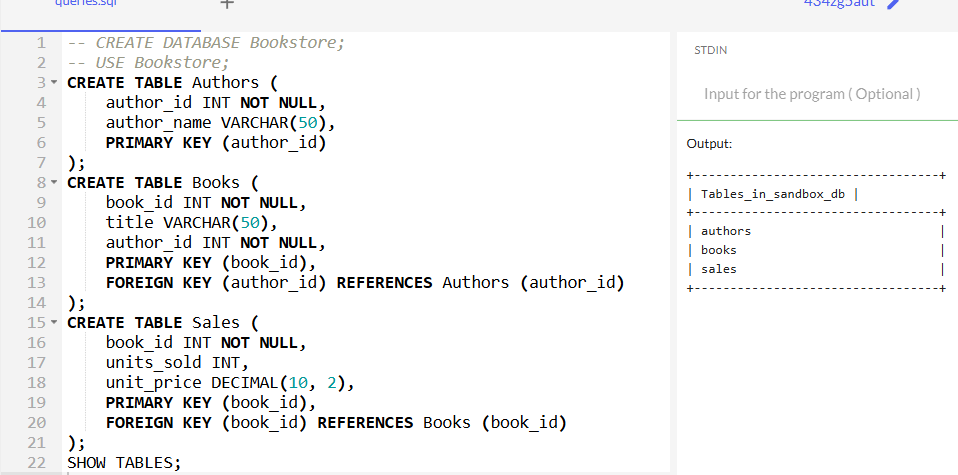 queries.sql
+
434zg5aut
1 -- CREATE DATABASE Bookstore;
2 -- USE Bookstore;
3 CREATE TABLE Authors (
4 author_id INT NOT NULL,
5 author_name VARCHAR(50),
6 PRIMARY KEY (author_id)
7 );
8 CREATE TABLE Books (
9 book_id INT NOT NULL,
10 title VARCHAR(50),
11 author_id INT NOT NULL,
12 PRIMARY KEY (book_id),
13 FOREIGN KEY (author_id) REFERENCES Authors (author_id)
14 );
15 CREATE TABLE Sales (
16 book_id INT NOT NULL,
17 units_sold INT,
18 unit_price DECIMAL(10, 2),
19 PRIMARY KEY (book_id),
20 FOREIGN KEY (book_id) REFERENCES Books (book_id)
21 );
22 SHOW TABLES;
STDIN
Input for the program ( Optional )
Output:
+---------------------------------+
| Tables_in_sandbox_db |
+---------------------------------+
| authors |
| books |
| sales |
+---------------------------------+